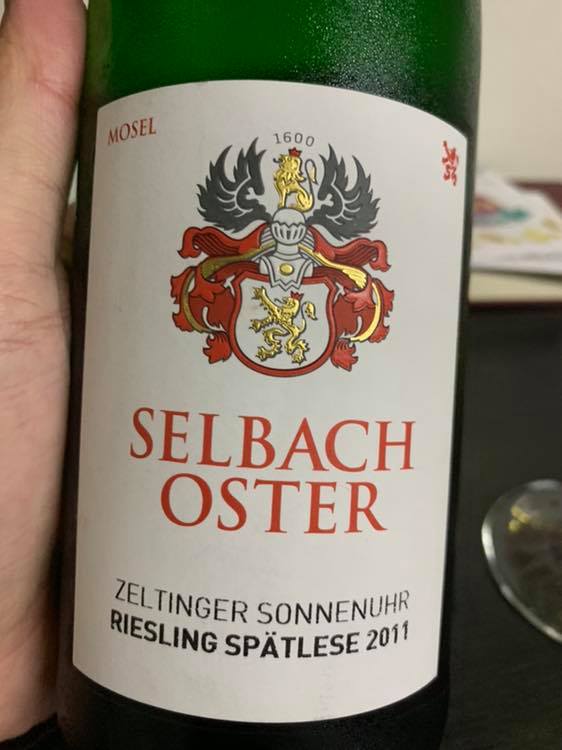 MOSEL
1600
SELBACH
OSTER
ZELTINGER SONNENUHR
RIESLING SPÄTLESE 2011